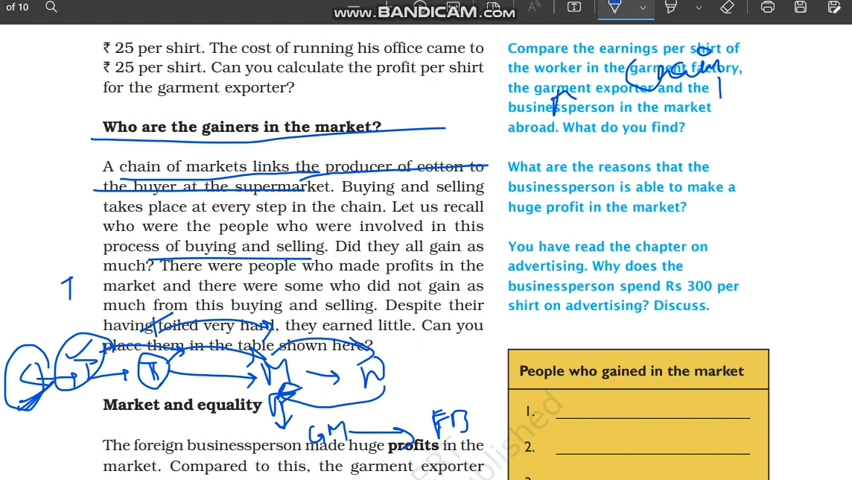 www.BANDICAM.com
of 10
₹ 25 per shirt. The cost of running his office came to
₹ 25 per shirt. Can you calculate the profit per shirt
for the garment exporter?
Who are the gainers in the market?
A chain of markets links the producer of cotton to
the buyer at the supermarket. Buying and selling
takes place at every step in the chain. Let us recall
who were the people who were involved in this
process of buying and selling. Did they all gain as
much? There were people who made profits in the
market and there were some who did not gain as
much from this buying and selling. Despite their
having toiled very hard, they earned little. Can you
place them in the table shown here?
Market and equality
GM FB
The foreign businessperson made huge profits in the
market. Compared to this, the garment exporter
Compare the earnings per shirt of
the worker in the garment factory,
the garment exporter and the
businessperson in the market
abroad. What do you find?
What are the reasons that the
businessperson is able to make a
huge profit in the market?
You have read the chapter on
advertising. Why does the
businessperson spend Rs 300 per
shirt on advertising? Discuss.
People who gained in the market
1.
2.